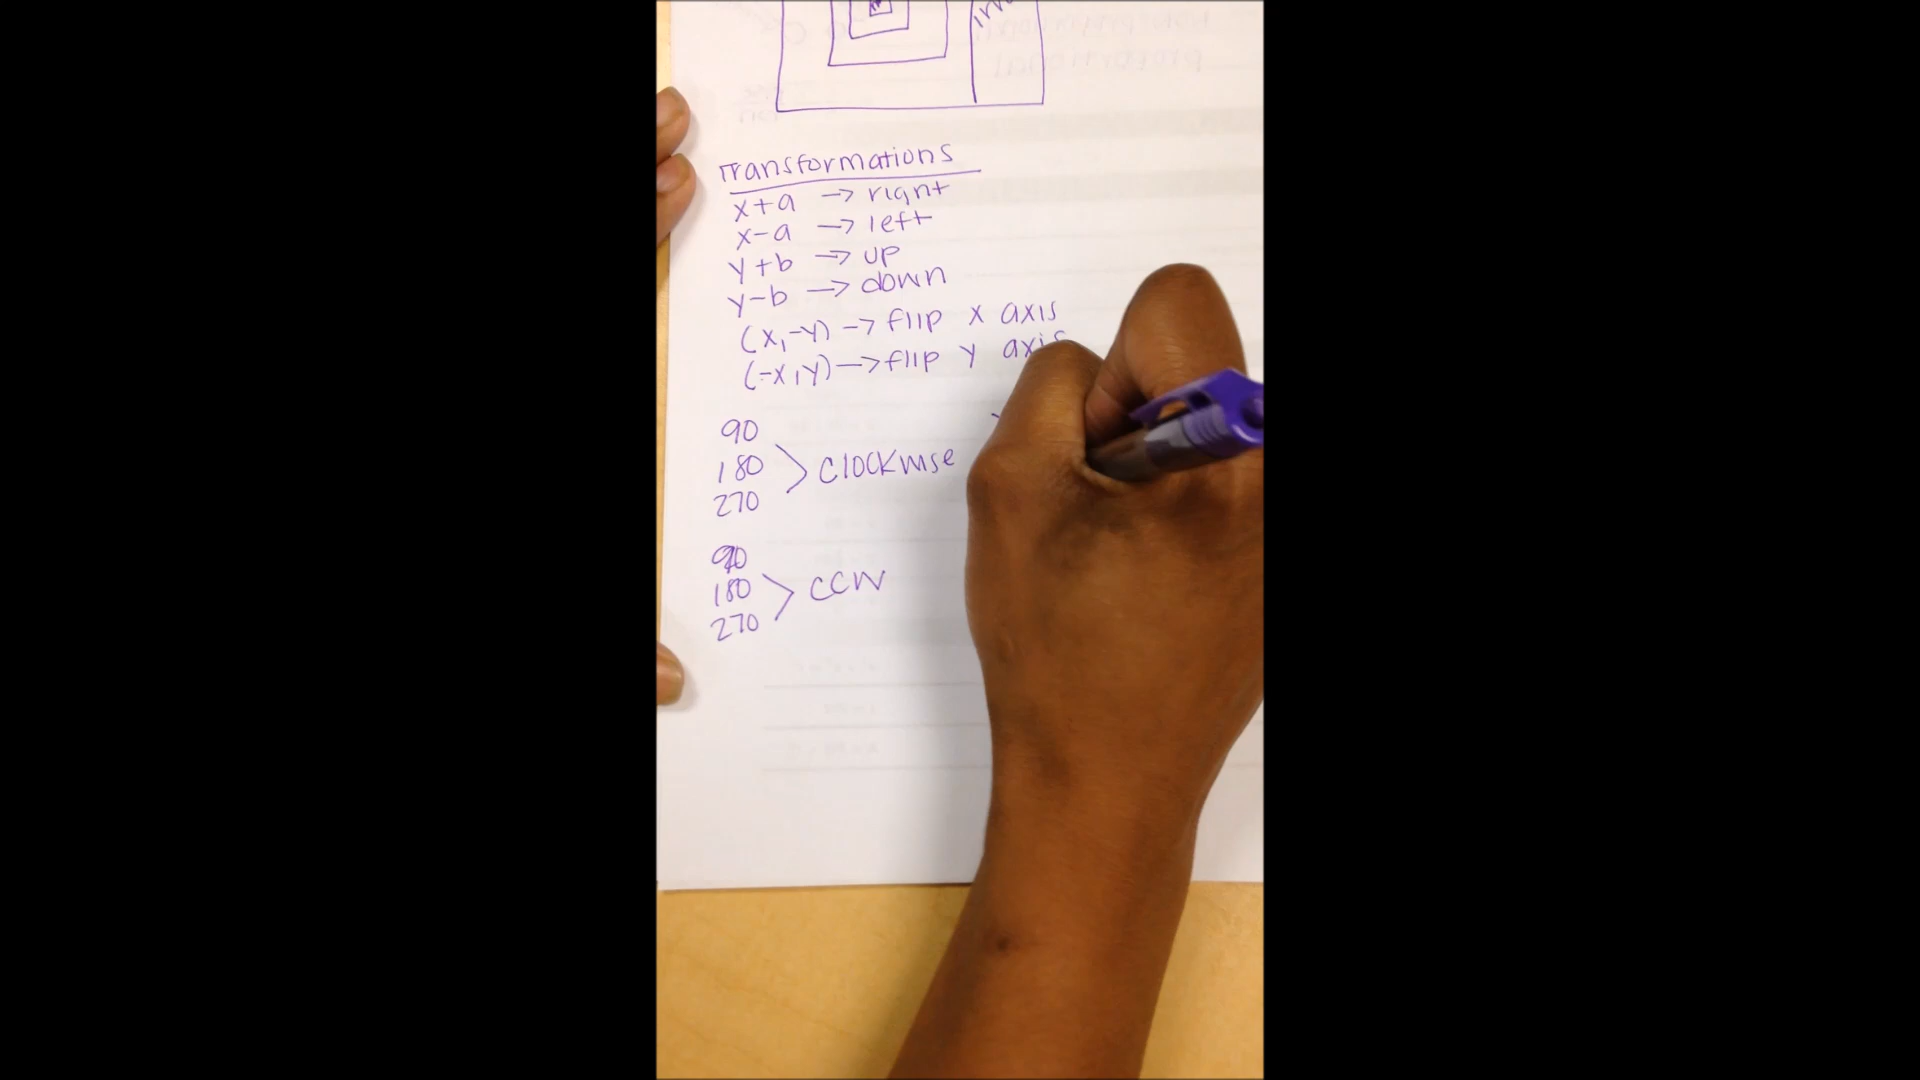 Transformations
x+a → right
x-a → left
y+b → up
y-b → down
(x,-y) → flip x axis
(-x,y) → flip y axis
90
180 > clockwise
270
90
180 > CCW
270